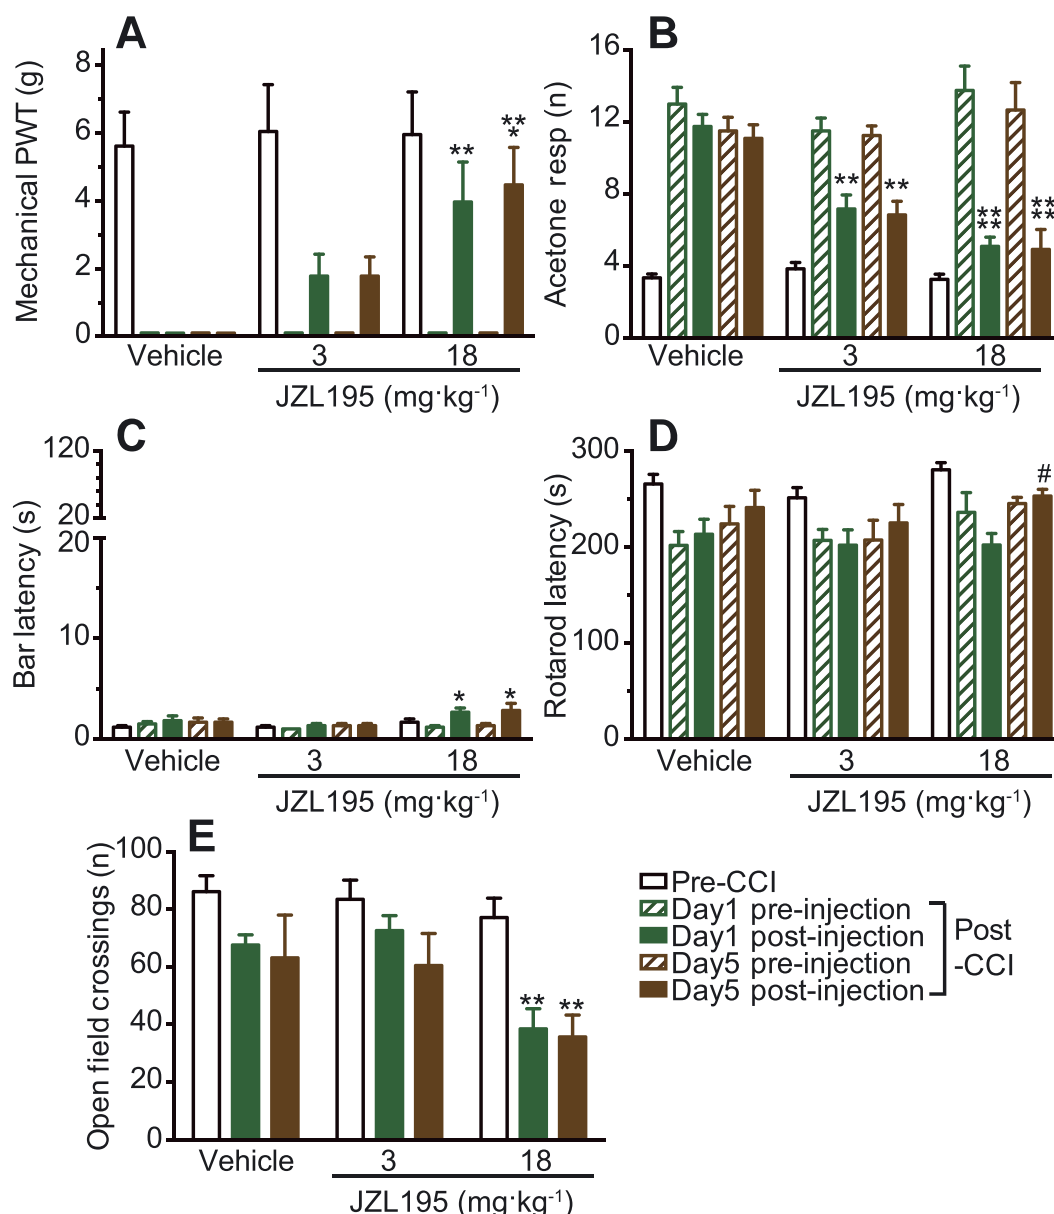 A
Mechanical PWT (g)
8
6
4
2
0
**
**
*
Vehicle
3
18
JZL195 (mg·kg-1)
B
Acetone resp (n)
16
12
8
4
0
**
**
**
**
**
**
Vehicle
3
18
JZL195 (mg·kg-1)
C
Bar latency (s)
120
20
20
10
0
*
*
Vehicle
3
18
JZL195 (mg·kg-1)
D
Rotarod latency (s)
300
200
100
0
#
Vehicle
3
18
JZL195 (mg·kg-1)
E
Open field crossings (n)
100
80
60
40
20
0
**
**
Vehicle
3
18
JZL195 (mg·kg-1)
Pre-CCI
Day1 pre-injection
Day1 post-injection
Day5 pre-injection
Day5 post-injection
Post
-CCI